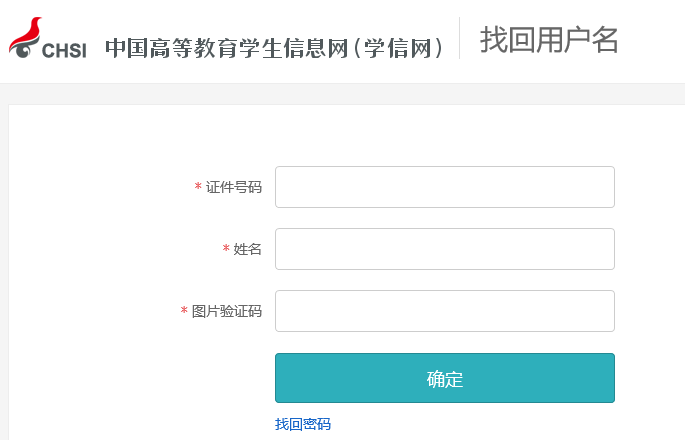 CHSI 中国高等教育学生信息网（学信网） 找回用户名
* 证件号码
* 姓名
* 图片验证码
确定
找回密码